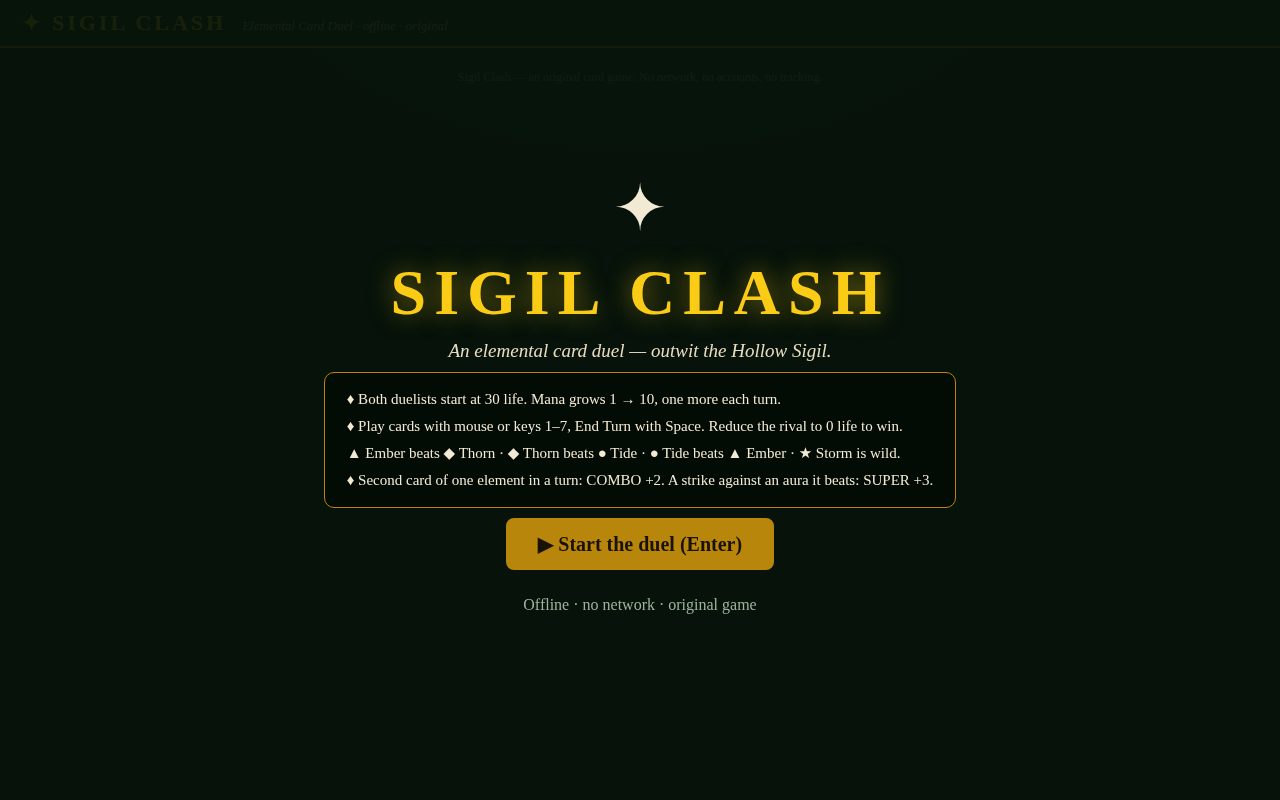 ✦ SIGIL CLASH Elemental Card Duel · offline · original
Sigil Clash — an original card game. No network, no accounts, no tracking.
✦
SIGIL CLASH
An elemental card duel — outwit the Hollow Sigil.
♦ Both duelists start at 30 life. Mana grows 1 → 10, one more each turn.
♦ Play cards with mouse or keys 1–7, End Turn with Space. Reduce the rival to 0 life to win.
▲ Ember beats ◆ Thorn · ◆ Thorn beats ● Tide · ● Tide beats ▲ Ember · ★ Storm is wild.
♦ Second card of one element in a turn: COMBO +2. A strike against an aura it beats: SUPER +3.
▶ Start the duel (Enter)
Offline · no network · original game